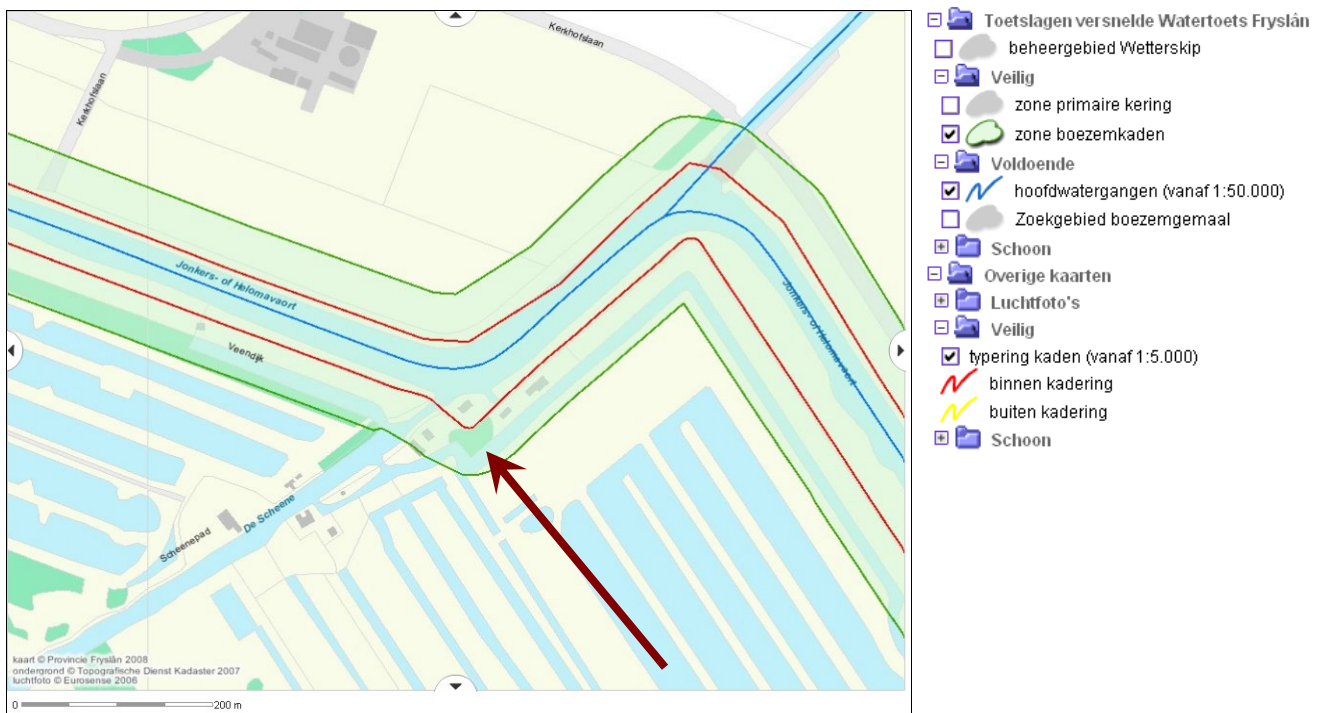 Kerkhofslaan
Kerkhofslaan
Jonkers- of Helomavaort
Jonkers- of Helomavaort
Veendijk
De Scheene
Scheenepad
kaart © Provincie Fryslân 2008
ondergrond © Topografische Dienst Kadaster 2007
luchtfoto © Eurosense 2006
0 200 m
Toetslagen versnelde Watertoets Fryslân
beheergebied Wetterskip
Veilig
zone primaire kering
zone boezemkaden
Voldoende
hoofdwatergangen (vanaf 1:50.000)
Zoekgebied boezemgemaal
Schoon
Overige kaarten
Luchtfoto's
Veilig
typering kaden (vanaf 1:5.000)
binnen kadering
buiten kadering
Schoon